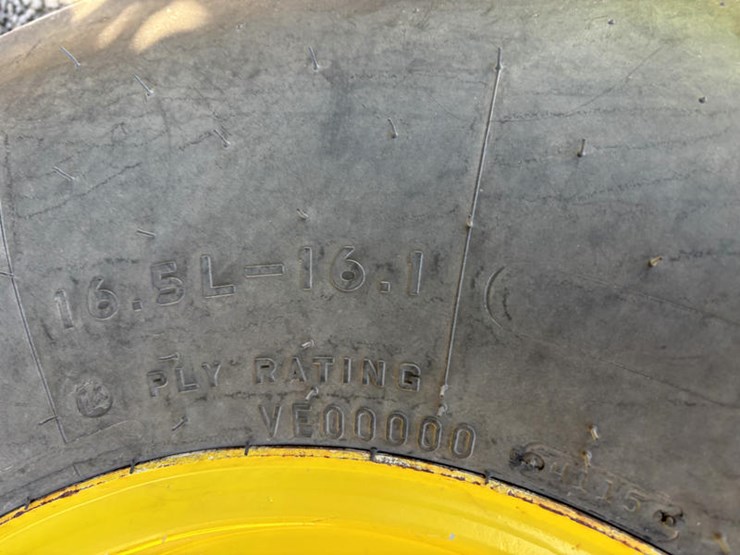 16.5L-16.1
PLY RATING
VE00000